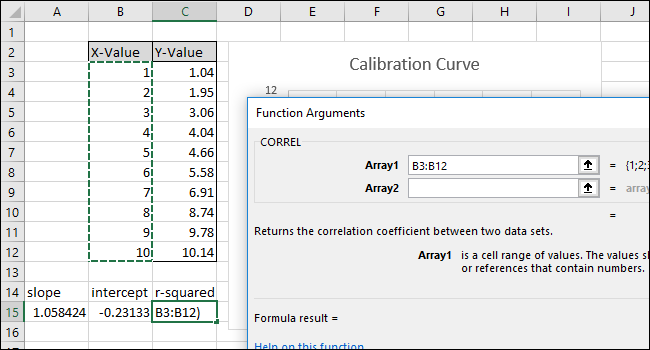 A B C D E F G H I J
1
2 X-Value Y-Value
3 1 1.04
4 2 1.95
5 3 3.06
6 4 4.04
7 5 4.66
8 6 5.58
9 7 6.91
10 8 8.74
11 9 9.78
12 10 10.14
13
14 slope intercept r-squared
15 1.058424 -0.23133 B3:B12)
16
17
Calibration Curve
12
Function Arguments
CORREL
Array1 B3:B12 = {1;2;3
Array2 = array
=
Returns the correlation coefficient between two data sets.
Array1 is a cell range of values. The values
or references that contain numbers.
Formula result =
Help on this function